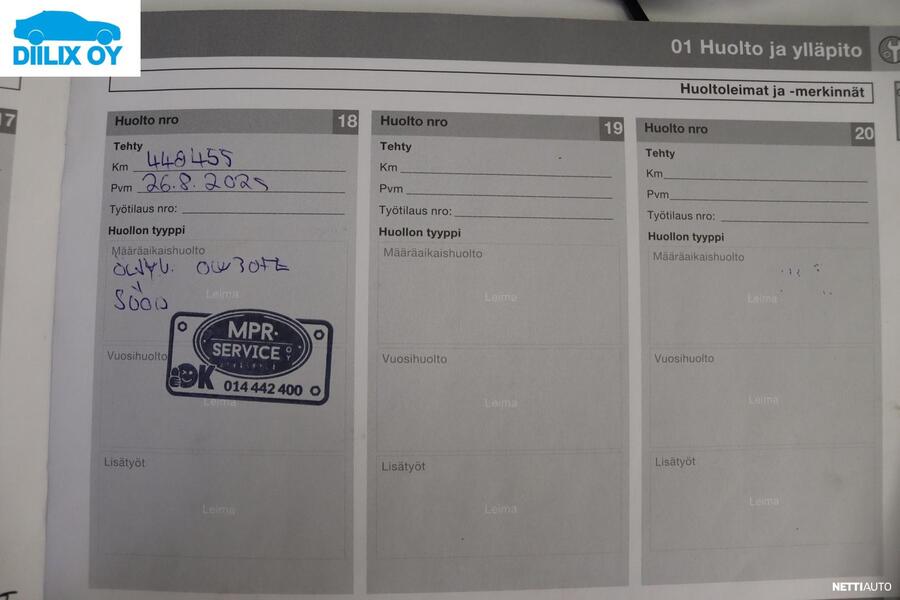 DIILIX OY
01 Huolto ja ylläpito
Huoltoleimat ja -merkinnät
17
Huolto nro 18
Tehty
Km 448455
Pvm 26.8.2025
Työtilaus nro:
Huollon tyyppi
Määräaikaishuolto
0W30
Leima
Vuosihuolto
MPR-
SERVICE OY
OK 014 442 400
Leima
Lisätyöt
Leima
Huolto nro 19
Tehty
Km
Pvm
Työtilaus nro:
Huollon tyyppi
Määräaikaishuolto
Leima
Vuosihuolto
Leima
Lisätyöt
Leima
Huolto nro 20
Tehty
Km
Pvm
Työtilaus nro:
Huollon tyyppi
Määräaikaishuolto
Leima
Vuosihuolto
Leima
Lisätyöt
Leima
NETTIAUTO